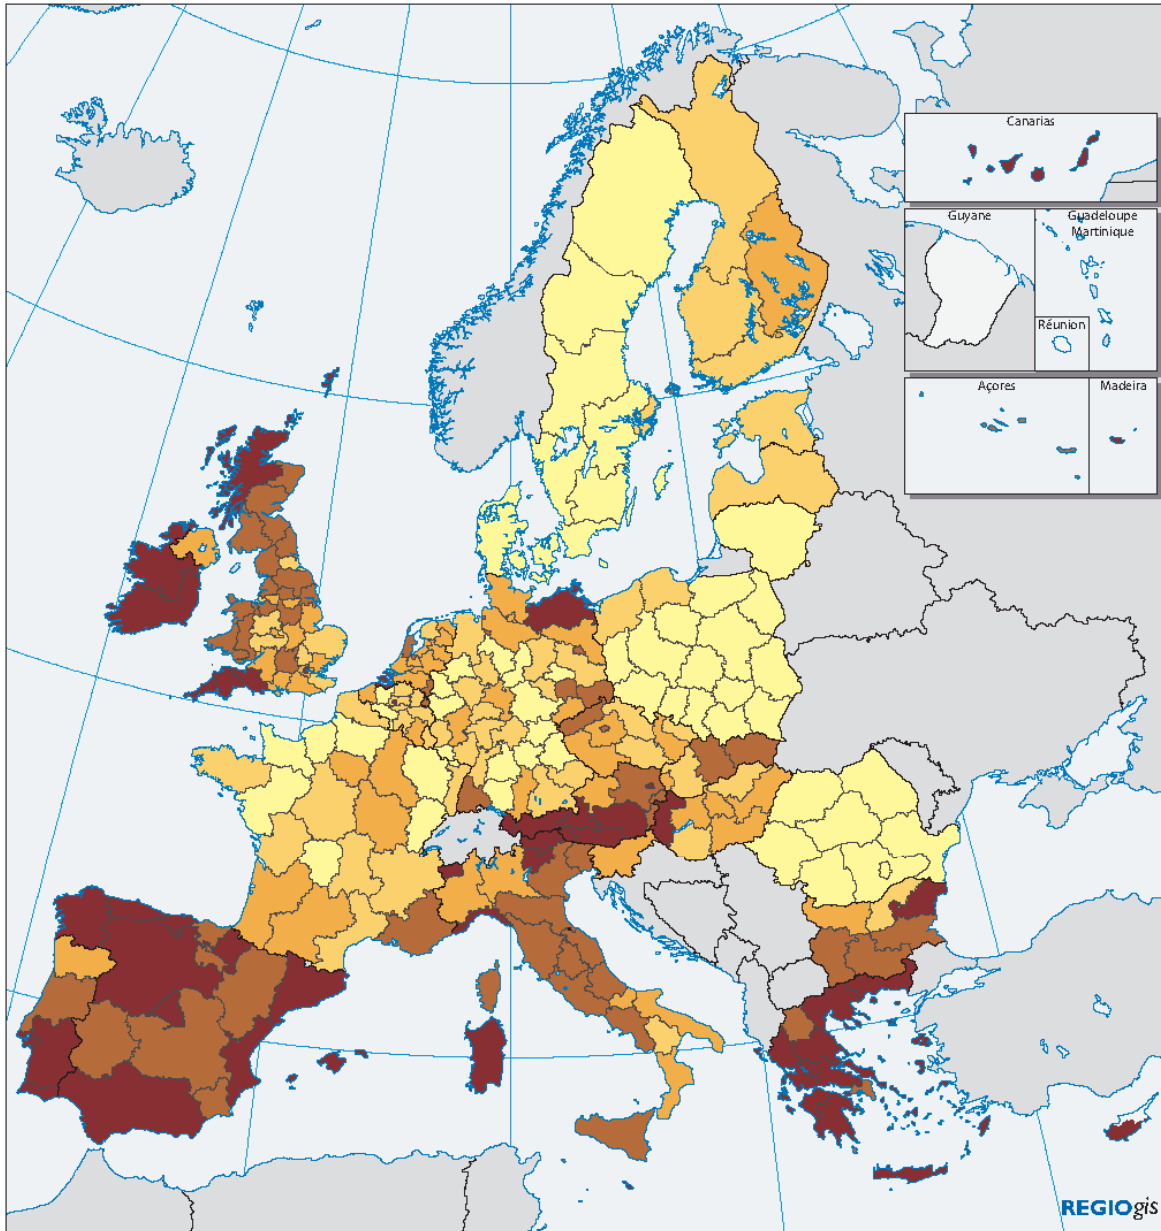 Canarias
Guyane
Guadeloupe
Martinique
Réunion
Açores
Madeira
REGIOgis